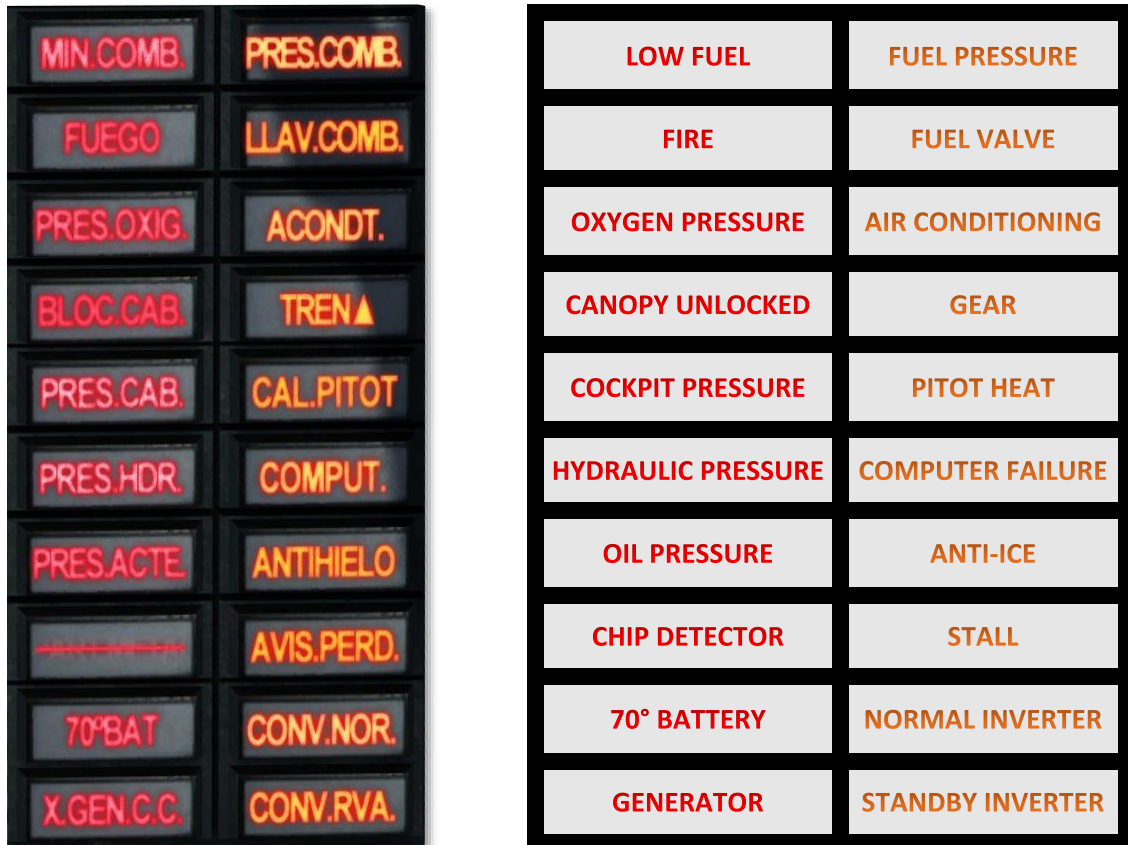 MIN.COMB. PRES.COMB.
FUEGO LLAV.COMB.
PRES.OXIG. ACONDT.
BLOC.CAB. TREN▲
PRES.CAB. CAL.PITOT
PRES.HDR. COMPUT.
PRES.ACTE. ANTIHIELO
AVIS.PERD.
70ºBAT CONV.NOR.
X.GEN.C.C. CONV.RVA.
LOW FUEL FUEL PRESSURE
FIRE FUEL VALVE
OXYGEN PRESSURE AIR CONDITIONING
CANOPY UNLOCKED GEAR
COCKPIT PRESSURE PITOT HEAT
HYDRAULIC PRESSURE COMPUTER FAILURE
OIL PRESSURE ANTI-ICE
CHIP DETECTOR STALL
70° BATTERY NORMAL INVERTER
GENERATOR STANDBY INVERTER